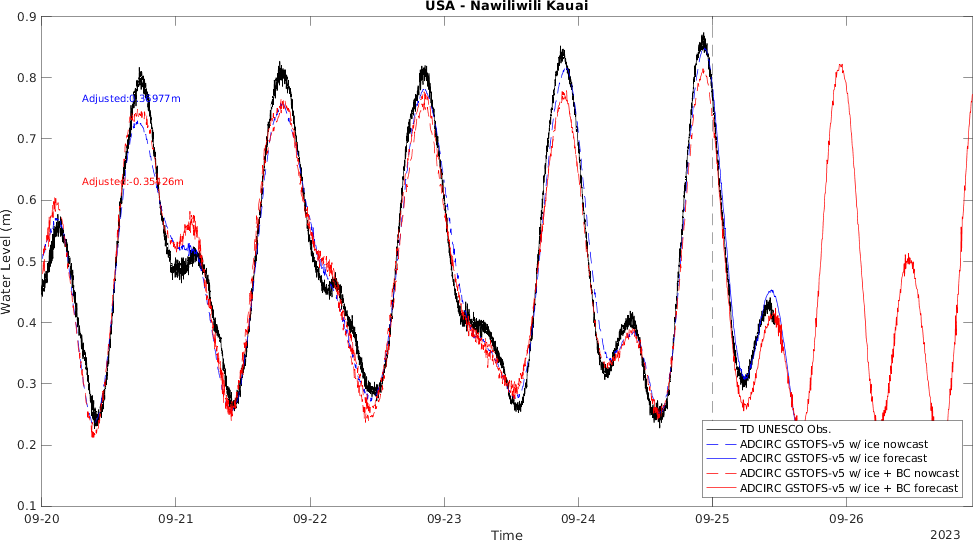 USA - Nawiliwili Kauai
0.9
0.8
0.7
0.6
0.5
0.4
0.3
0.2
0.1
Water Level (m)
Adjusted:0.35977m
Adjusted:-0.35426m
TD UNESCO Obs.
ADCIRC GSTOFS-v5 w/ ice nowcast
ADCIRC GSTOFS-v5 w/ ice forecast
ADCIRC GSTOFS-v5 w/ ice + BC nowcast
ADCIRC GSTOFS-v5 w/ ice + BC forecast
09-20
09-21
09-22
09-23
09-24
09-25
09-26
Time
2023